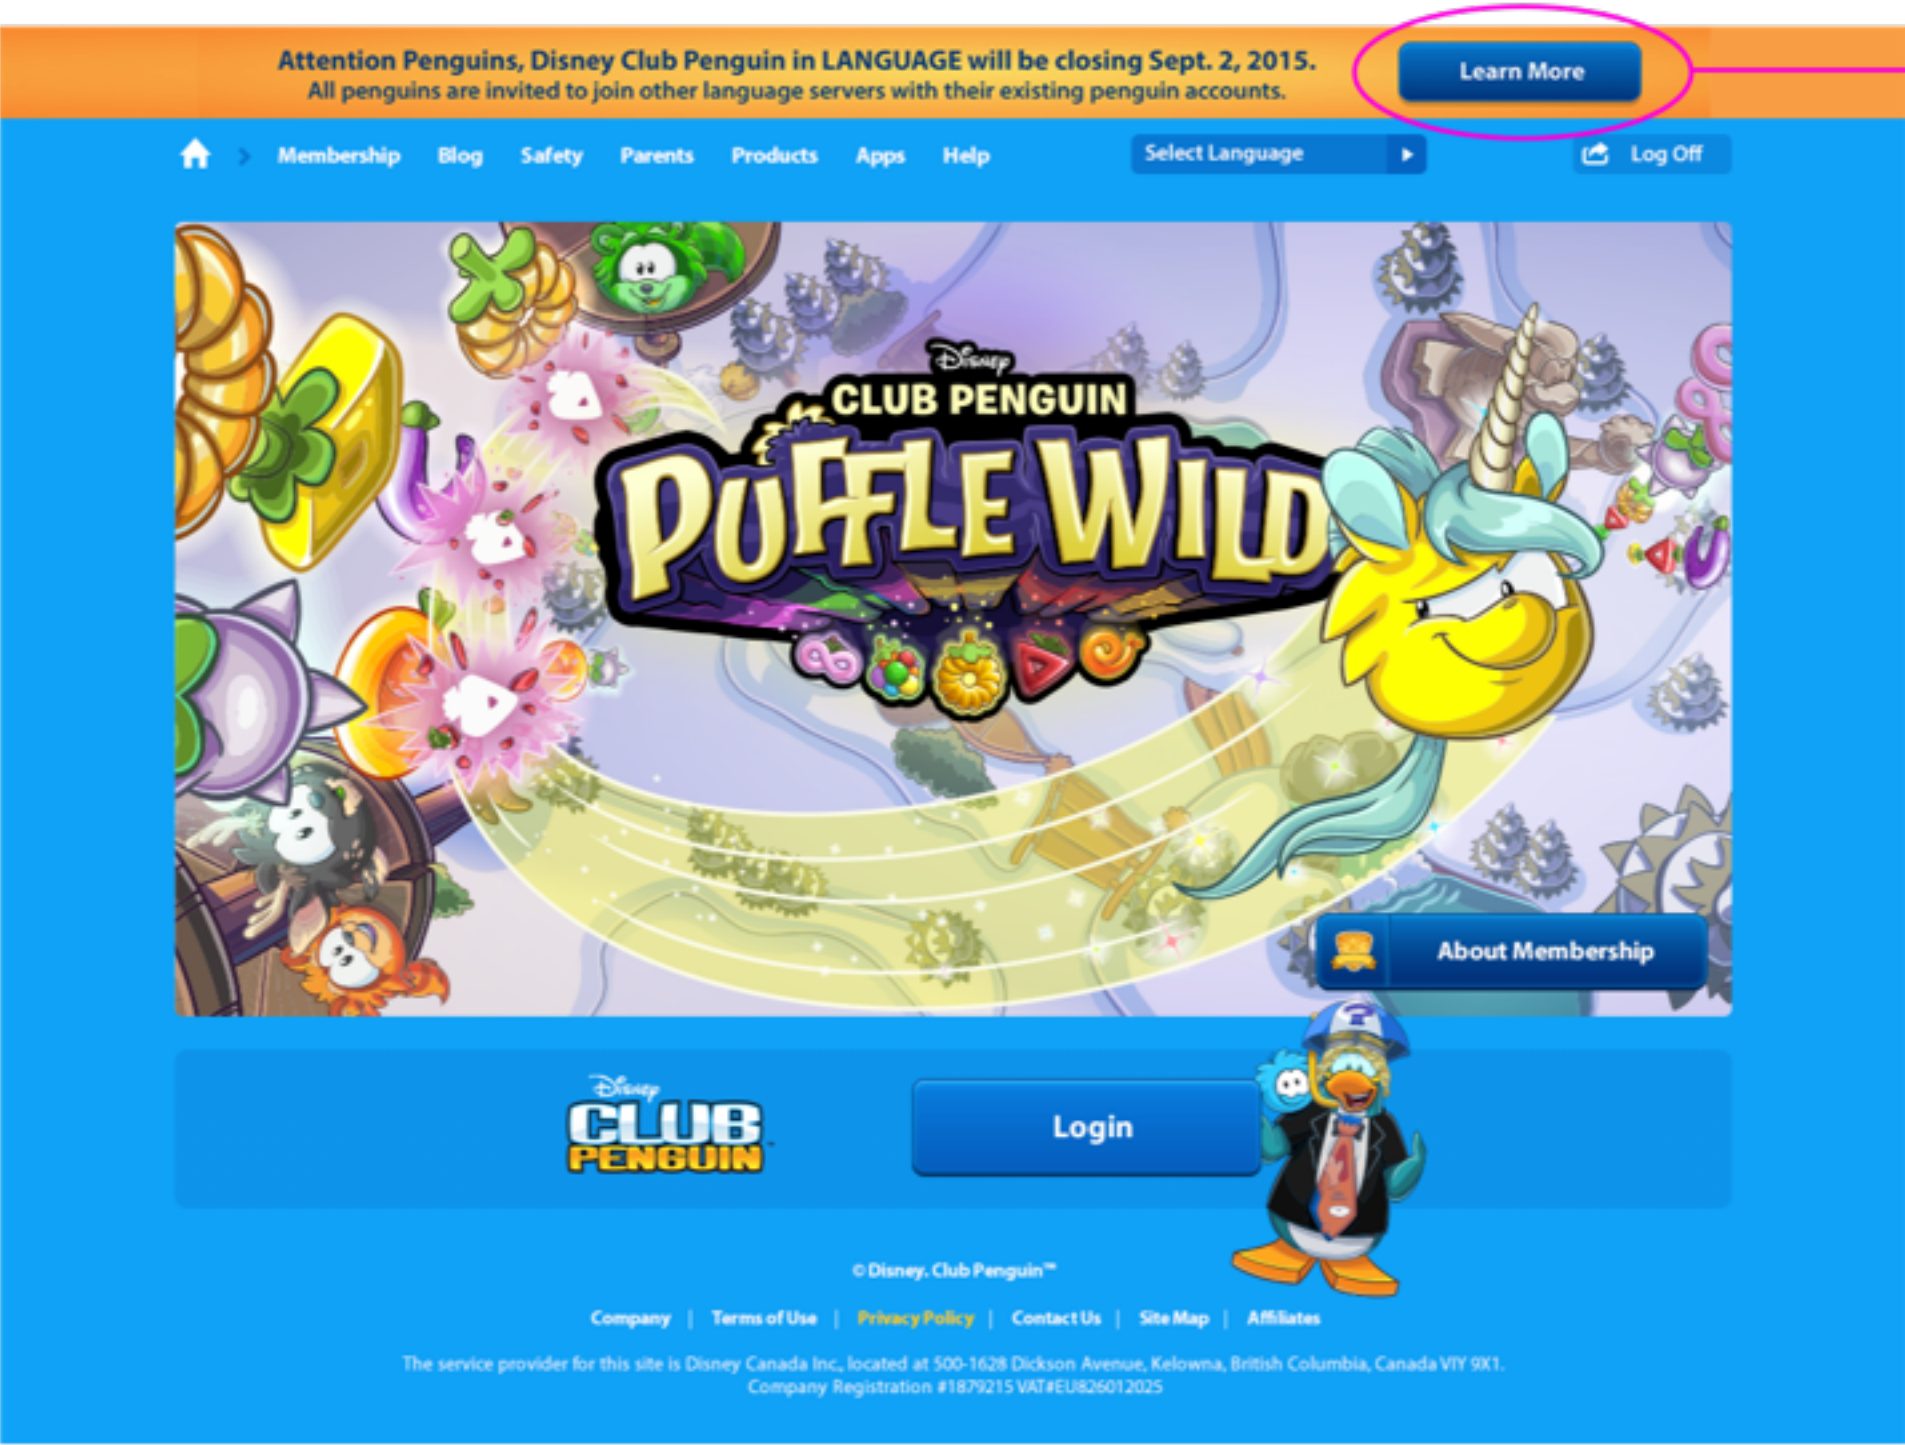 Attention Penguins, Disney Club Penguin in LANGUAGE will be closing Sept. 2, 2015.
All penguins are invited to join other language servers with their existing penguin accounts.
Learn More
Membership Blog Safety Parents Products Apps Help
Select Language
Log Off
Disney
CLUB PENGUIN
PUFFLE WILD
About Membership
Disney
CLUB
PENGUIN
Login
?
© Disney. Club Penguin™
Company | Terms of Use | Privacy Policy | Contact Us | Site Map | Affiliates
The service provider for this site is Disney Canada Inc., located at 500-1628 Dickson Avenue, Kelowna, British Columbia, Canada V1Y 9X1.
Company Registration #1879215 VAT#EU826012025